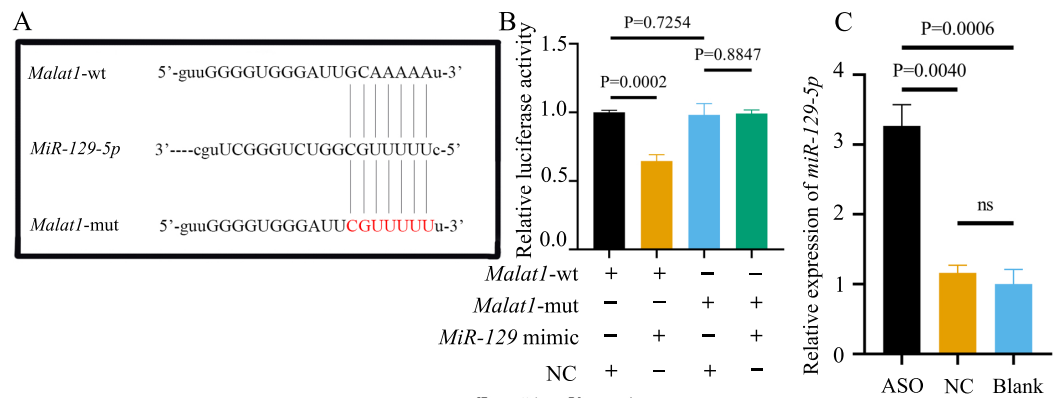 A
Malat1-wt 5’-guuGGGGUGGGAUUGCAAAAAu-3’
MiR-129-5p 3’----cguUCGGGUCUGGCGUUUUUc-5’
Malat1-mut 5’-guuGGGGUGGGAUUCGUUUUUu-3’
B
P=0.7254
P=0.8847
P=0.0002
Relative luciferase activity
1.5
1.0
0.5
0.0
Malat1-wt + + – –
Malat1-mut – – + +
MiR-129 mimic – + – +
NC + – + –
C
P=0.0006
P=0.0040
ns
Relative expression of miR-129-5p
4
3
2
1
0
ASO NC Blank